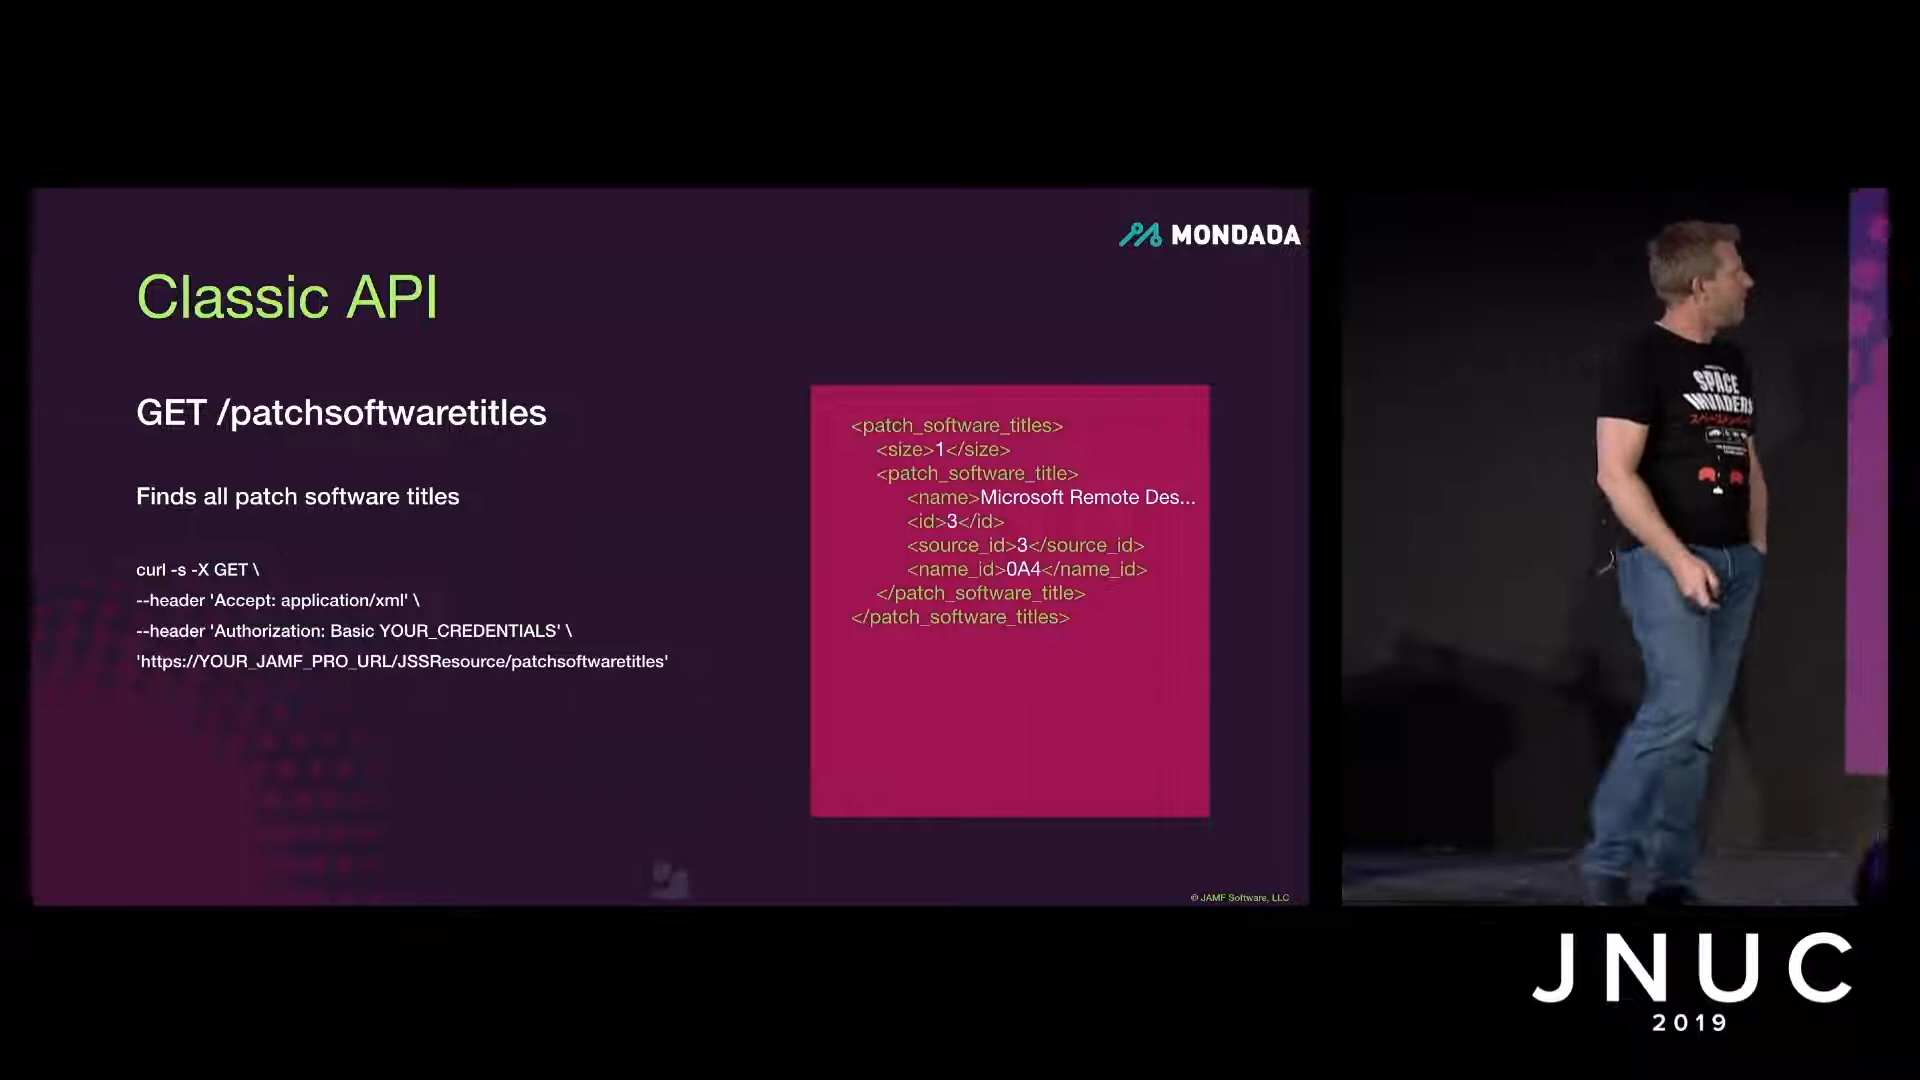 MONDADA
Classic API
GET /patchsoftwaretitles
Finds all patch software titles
curl -s -X GET \
--header 'Accept: application/xml' \
--header 'Authorization: Basic YOUR_CREDENTIALS' \
'https://YOUR_JAMF_PRO_URL/JSSResource/patchsoftwaretitles'
<patch_software_titles>
<size>1</size>
<patch_software_title>
<name>Microsoft Remote Des...
<id>3</id>
<source_id>3</source_id>
<name_id>0A4</name_id>
</patch_software_title>
</patch_software_titles>
© JAMF Software, LLC
SPACE
INVADERS
JNUC
2019